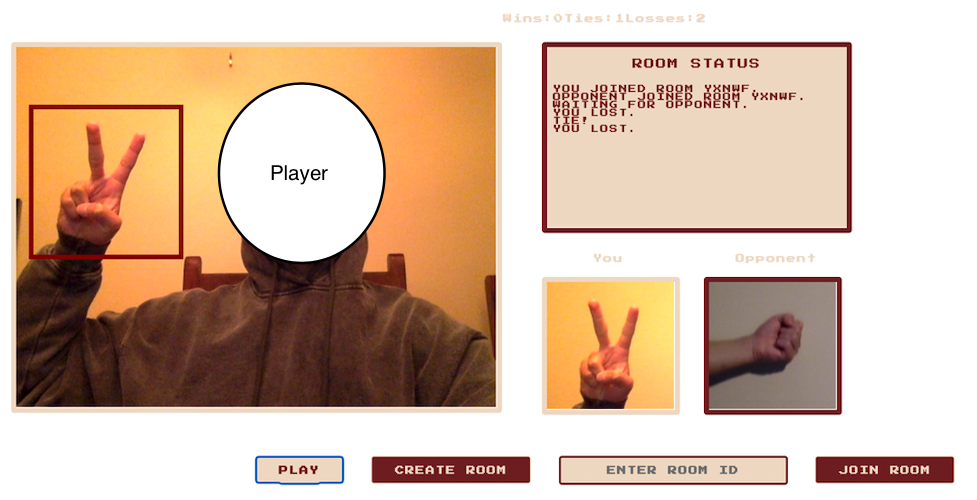 Wins:0Ties:1Losses:2
ROOM STATUS
YOU JOINED ROOM YXNWF.
OPPONENT JOINED ROOM YXNWF.
WAITING FOR OPPONENT.
YOU LOST.
TIE!
YOU LOST.
Player
You
Opponent
PLAY
CREATE ROOM
ENTER ROOM ID
JOIN ROOM